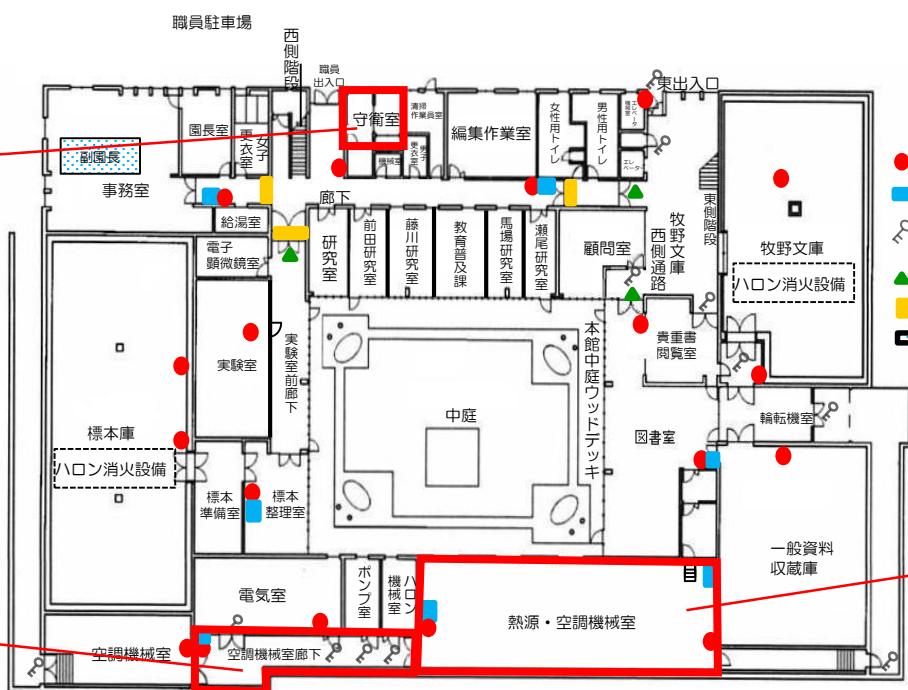 職員駐車場
西側階段
職員
出入口
守衛室
清掃
作業員室
編集作業室
女性用トイレ
男性用トイレ
エレベータ
機械室
東出入口
園長室
女子
更衣室
副園長
事務室
機械室
男子
更衣室
エレ
ベーター
東側階段
廊下
給湯室
電子
顕微鏡室
研究室
前田研究室
藤川研究室
教育普及課
馬場研究室
瀬尾研究室
顧問室
牧野文庫
西側通路
牧野文庫
ハロン消火設備
実験室
実験室前廊下
中庭
本館中庭ウッドデッキ
貴重書
閲覧室
輪転機室
図書室
標本庫
ハロン消火設備
標本
準備室
標本
整理室
一般資料
収蔵庫
電気室
ポンプ室
ハロン
機械室
熱源・空調機械室
空調機械室
空調機械室廊下